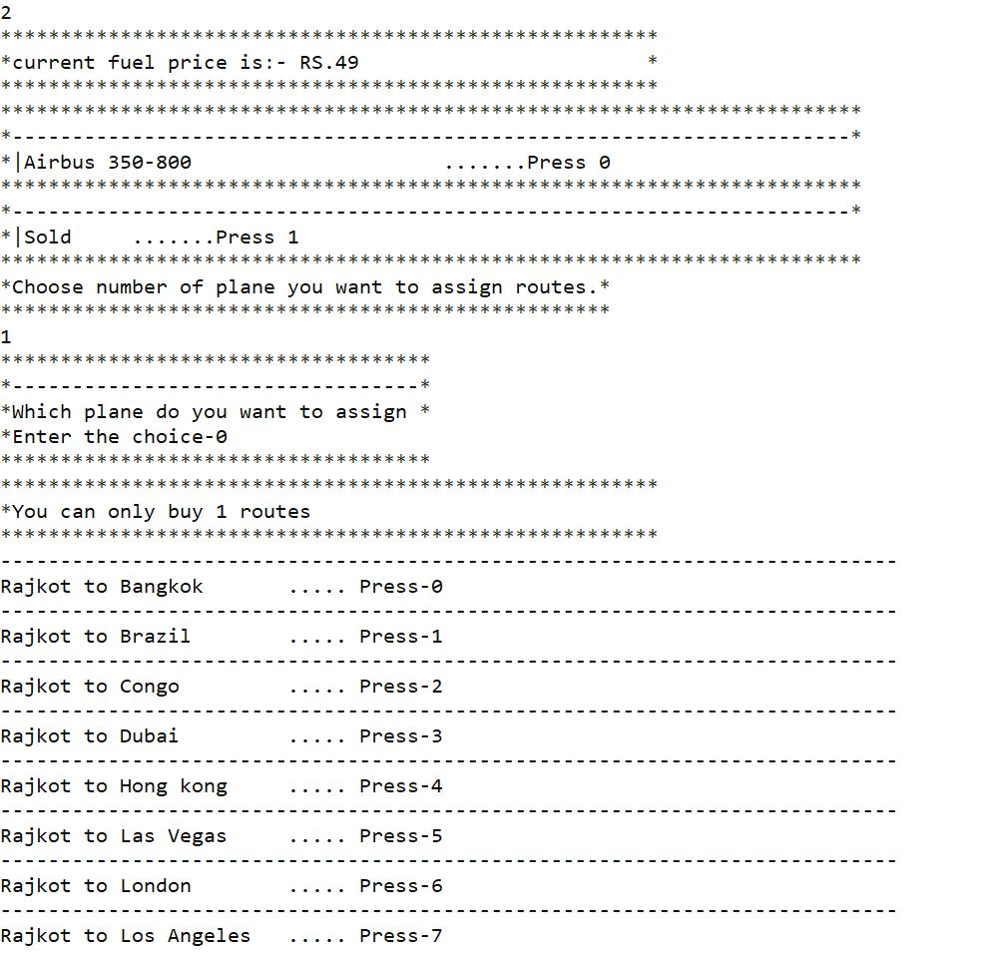 2
*******************************************************
*current fuel price is:- RS.49                        *
*******************************************************
************************************************************************
*----------------------------------------------------------------------*
*|Airbus 350-800                     .......Press 0
************************************************************************
*----------------------------------------------------------------------*
*|Sold     .......Press 1
************************************************************************
*Choose number of plane you want to assign routes.*
***************************************************
1
************************************
*----------------------------------*
*Which plane do you want to assign *
*Enter the choice-0
************************************
*******************************************************
*You can only buy 1 routes
*******************************************************
---------------------------------------------------------------------------
Rajkot to Bangkok       ..... Press-0
---------------------------------------------------------------------------
Rajkot to Brazil        ..... Press-1
---------------------------------------------------------------------------
Rajkot to Congo         ..... Press-2
---------------------------------------------------------------------------
Rajkot to Dubai         ..... Press-3
---------------------------------------------------------------------------
Rajkot to Hong kong     ..... Press-4
---------------------------------------------------------------------------
Rajkot to Las Vegas     ..... Press-5
---------------------------------------------------------------------------
Rajkot to London        ..... Press-6
---------------------------------------------------------------------------
Rajkot to Los Angeles   ..... Press-7